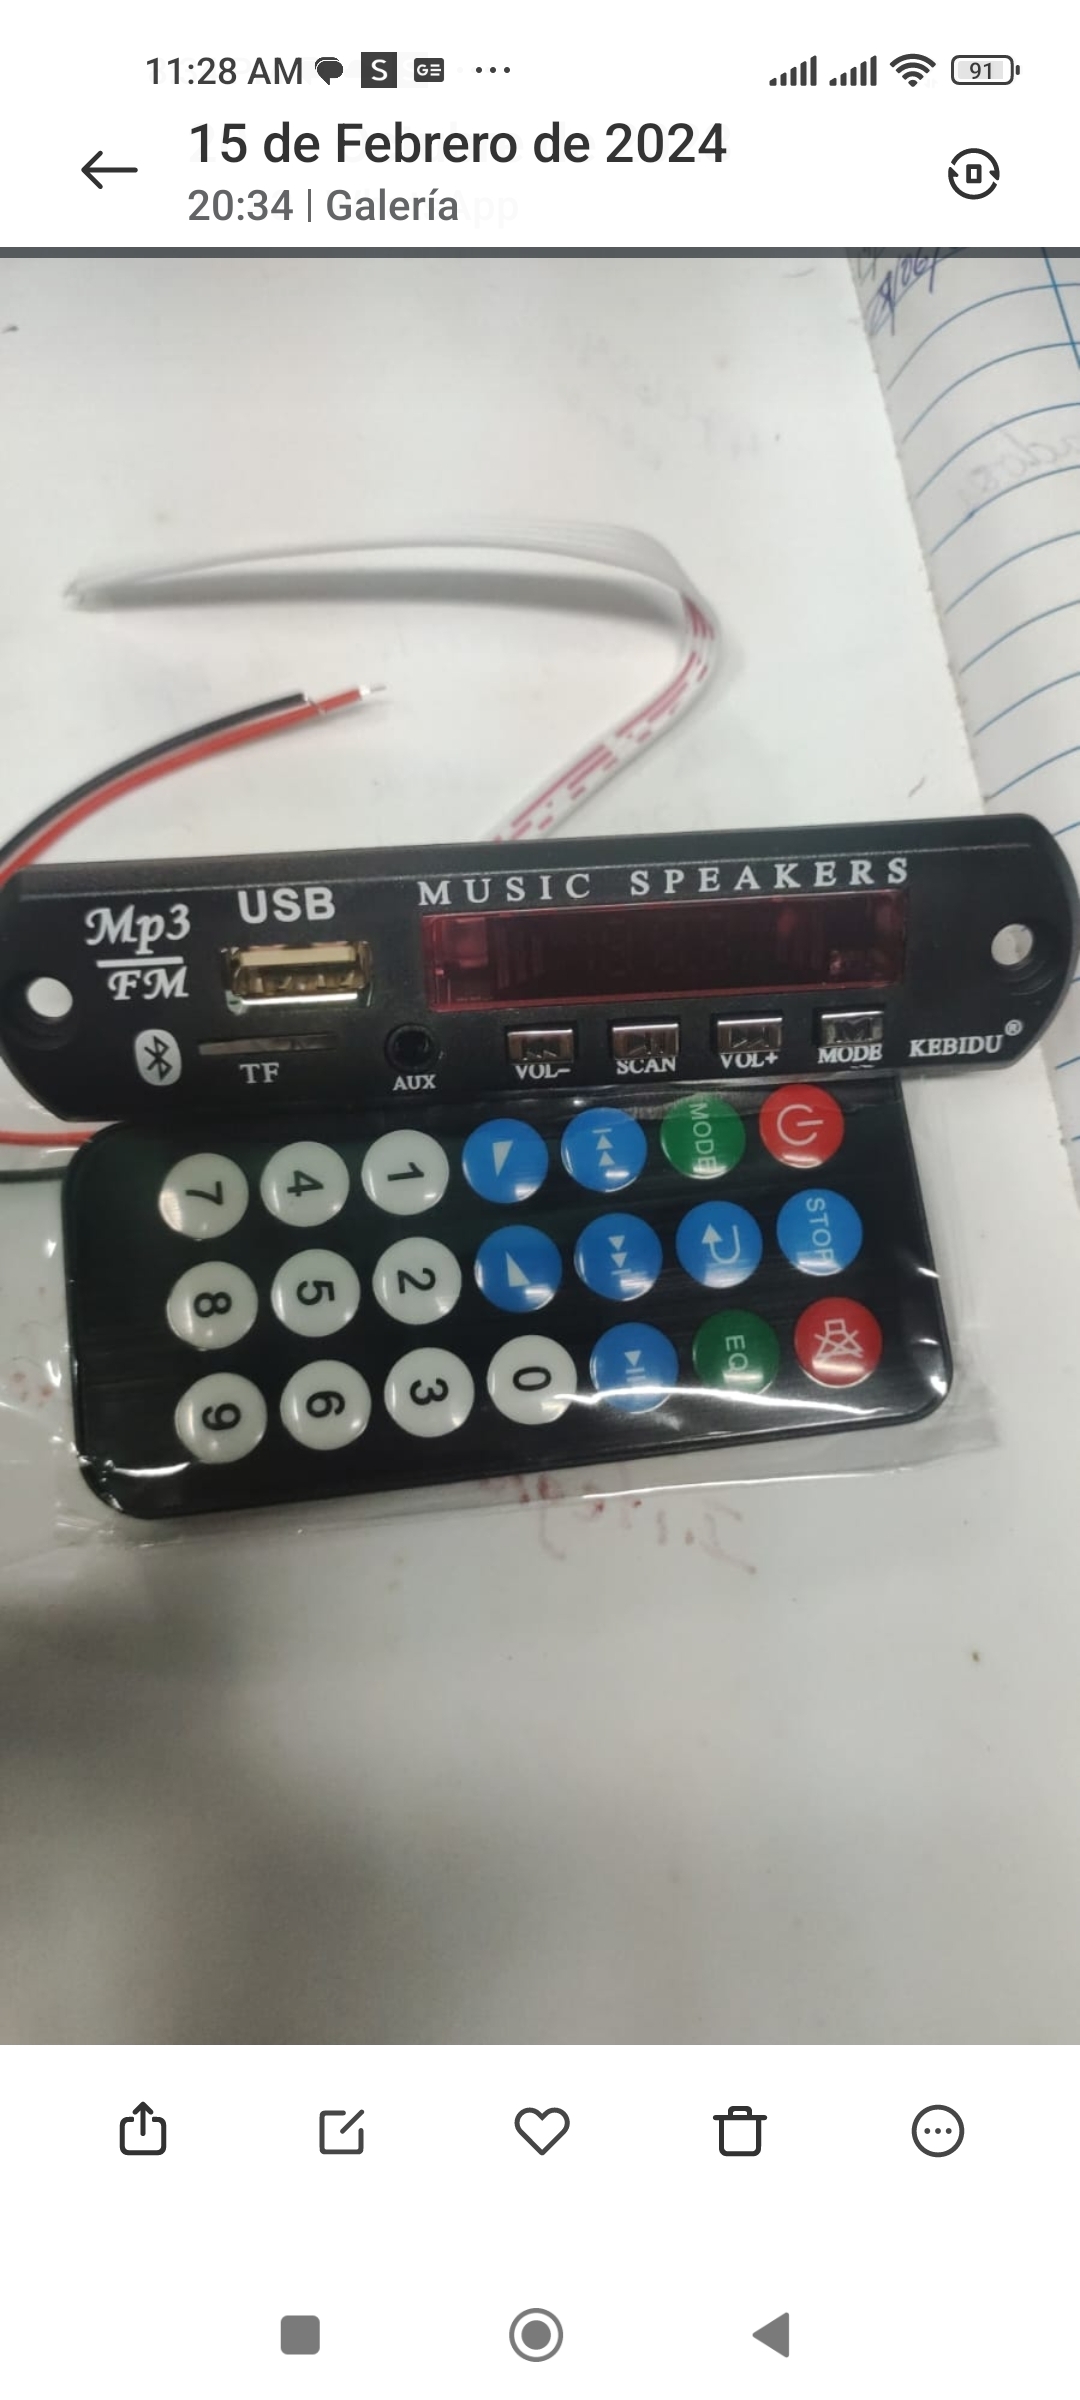 11:28 AM S GE ... 91
15 de Febrero de 2024
20:34 | Galería
MUSIC SPEAKERS
USB
Mp3
FM
TF
AUX
VOL-
SCAN
VOL+
MODE
KEBIDU®
MODE
STOP
EQ
0
1
2
3
4
5
6
7
8
9